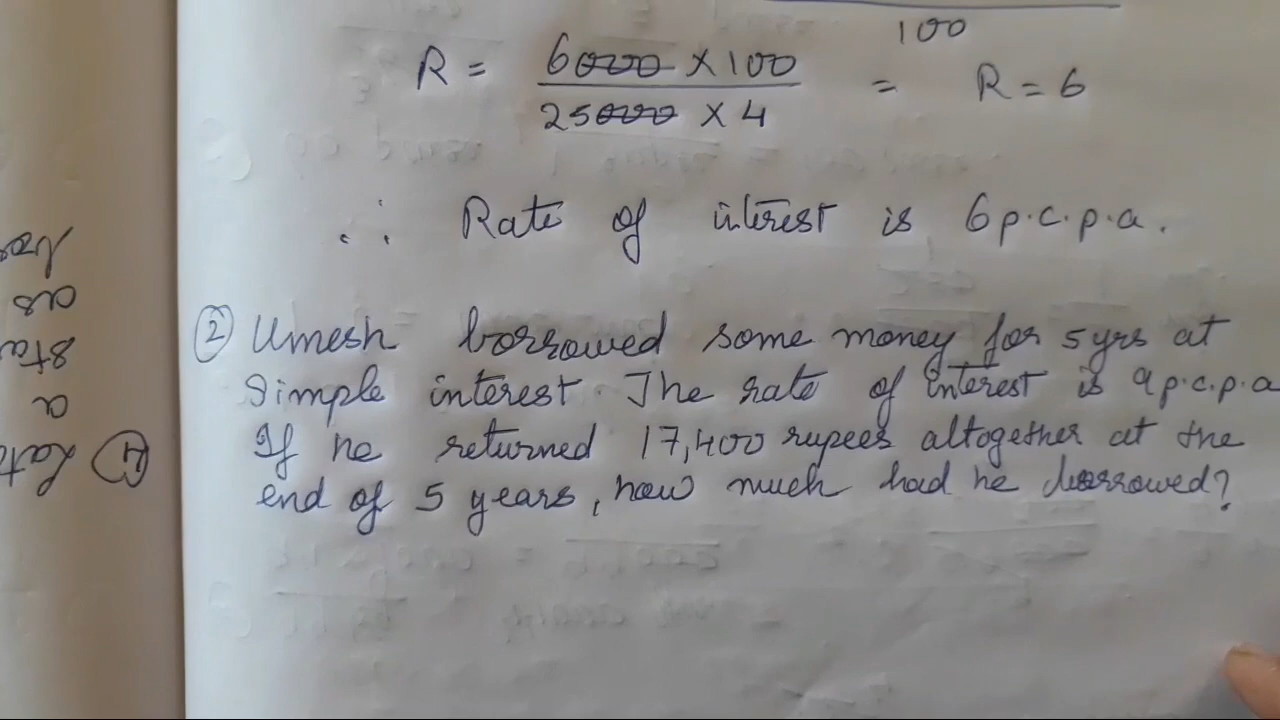 100
R = 6000 × 100 / 25000 × 4 = R = 6
∴ Rate of interest is 6 p.c.p.a.
② Umesh borrowed some money for 5 yrs at
simple interest. The rate of interest is 9 p.c.p.a
If he returned 17,400 rupees altogether at the
end of 5 years, how much had he borrowed?
as
sta
a